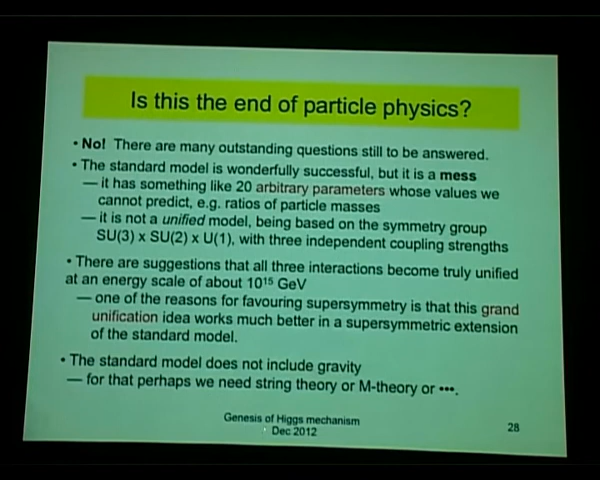 Is this the end of particle physics?
• No! There are many outstanding questions still to be answered.
• The standard model is wonderfully successful, but it is a mess
— it has something like 20 arbitrary parameters whose values we
cannot predict, e.g. ratios of particle masses
— it is not a unified model, being based on the symmetry group
SU(3) x SU(2) x U(1), with three independent coupling strengths
• There are suggestions that all three interactions become truly unified
at an energy scale of about 10¹⁵ GeV
— one of the reasons for favouring supersymmetry is that this grand
unification idea works much better in a supersymmetric extension
of the standard model.
• The standard model does not include gravity
— for that perhaps we need string theory or M-theory or •••.
Genesis of Higgs mechanism
Dec 2012
28